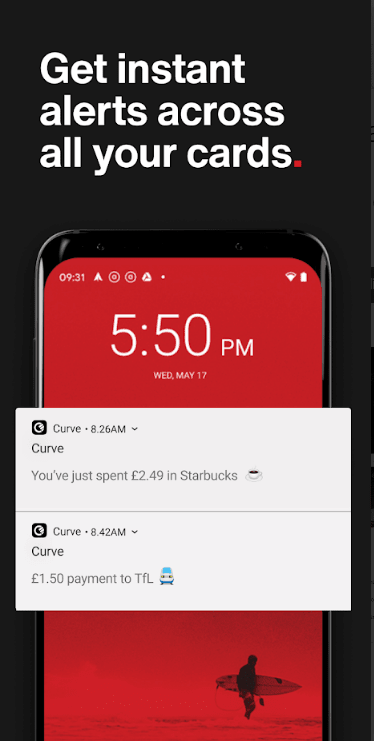 Get instant
alerts across
all your cards.
09:31
5:50 PM
WED, MAY 17
Curve • 8.26AM
Curve
You've just spent £2.49 in Starbucks ☕
Curve • 8.42AM
Curve
£1.50 payment to TfL 🚈